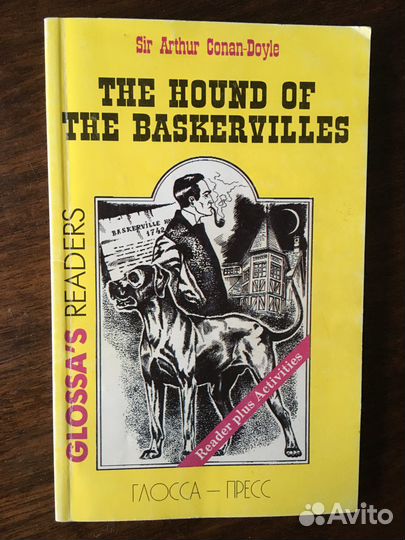 Sir Arthur Conan-Doyle
THE HOUND OF
THE BASKERVILLES
BASKERVILLE
1742
GLOSSA'S READERS
Reader plus Activities
ГЛОССА — ПРЕСС
Avito